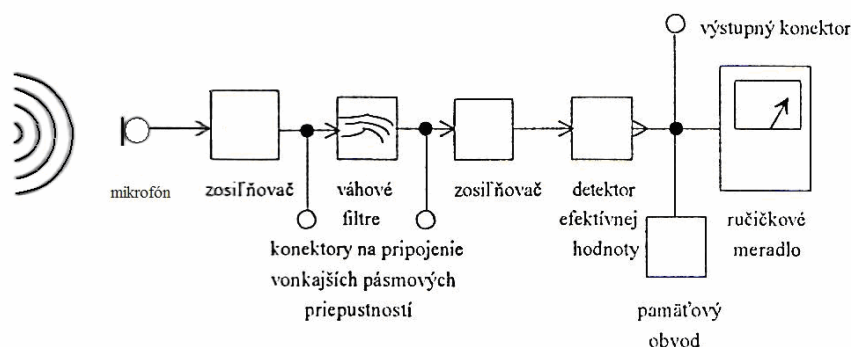 výstupný konektor
mikrofón
zosilňovač
váhové
filtre
zosilňovač
detektor
efektívnej
hodnoty
ručičkové
meradlo
konektory na pripojenie
vonkajších pásmových
priepustností
pamäťový
obvod